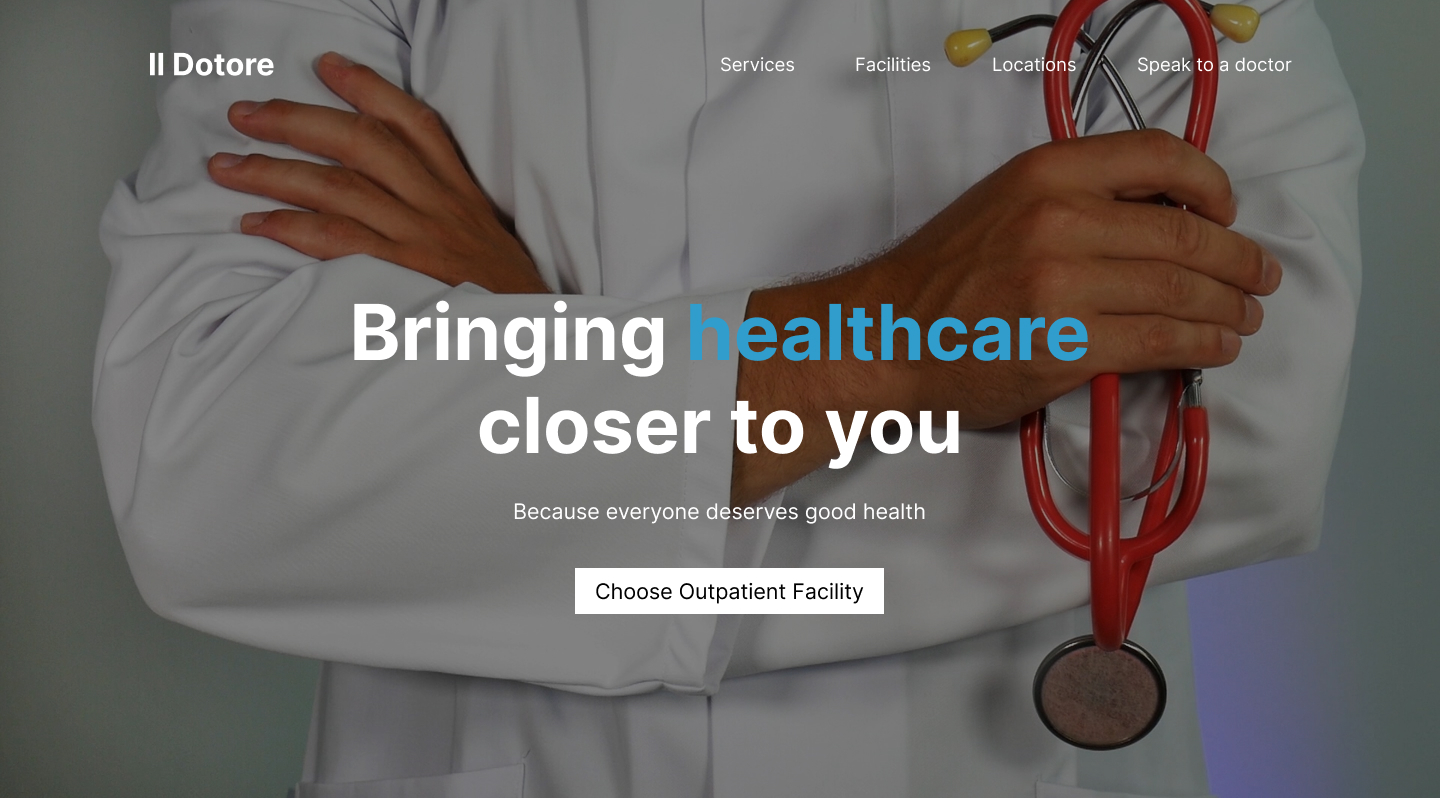 Il Dotore
Services Facilities Locations Speak to a doctor
Bringing healthcare
closer to you
Because everyone deserves good health
Choose Outpatient Facility